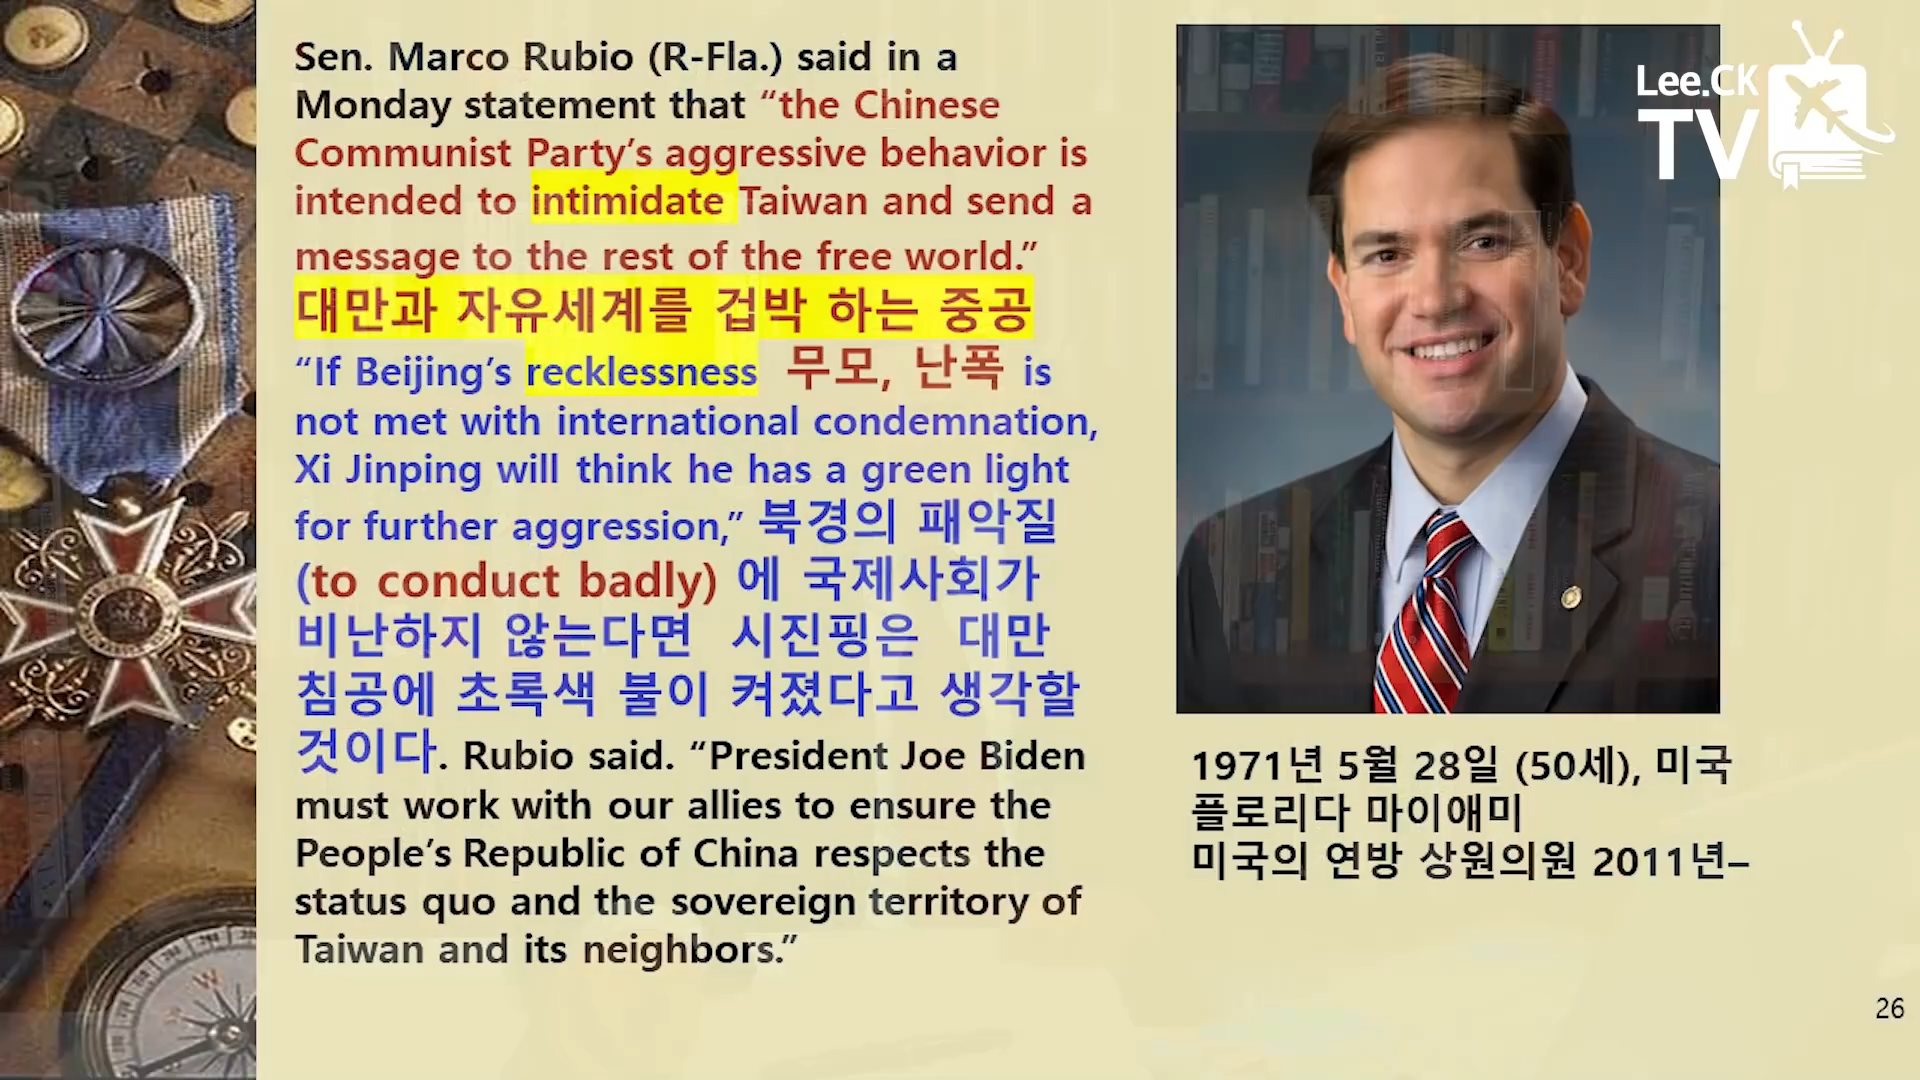 Sen. Marco Rubio (R-Fla.) said in a
Monday statement that “the Chinese
Communist Party’s aggressive behavior is
intended to intimidate Taiwan and send a
message to the rest of the free world.”
대만과 자유세계를 겁박 하는 중공
“If Beijing’s recklessness 무모, 난폭 is
not met with international condemnation,
Xi Jinping will think he has a green light
for further aggression,” 북경의 패악질
(to conduct badly) 에 국제사회가
비난하지 않는다면 시진핑은 대만
침공에 초록색 불이 켜졌다고 생각할
것이다. Rubio said. “President Joe Biden
must work with our allies to ensure the
People’s Republic of China respects the
status quo and the sovereign territory of
Taiwan and its neighbors.”
Lee.CK
TV
1971년 5월 28일 (50세), 미국
플로리다 마이애미
미국의 연방 상원의원 2011년–
26